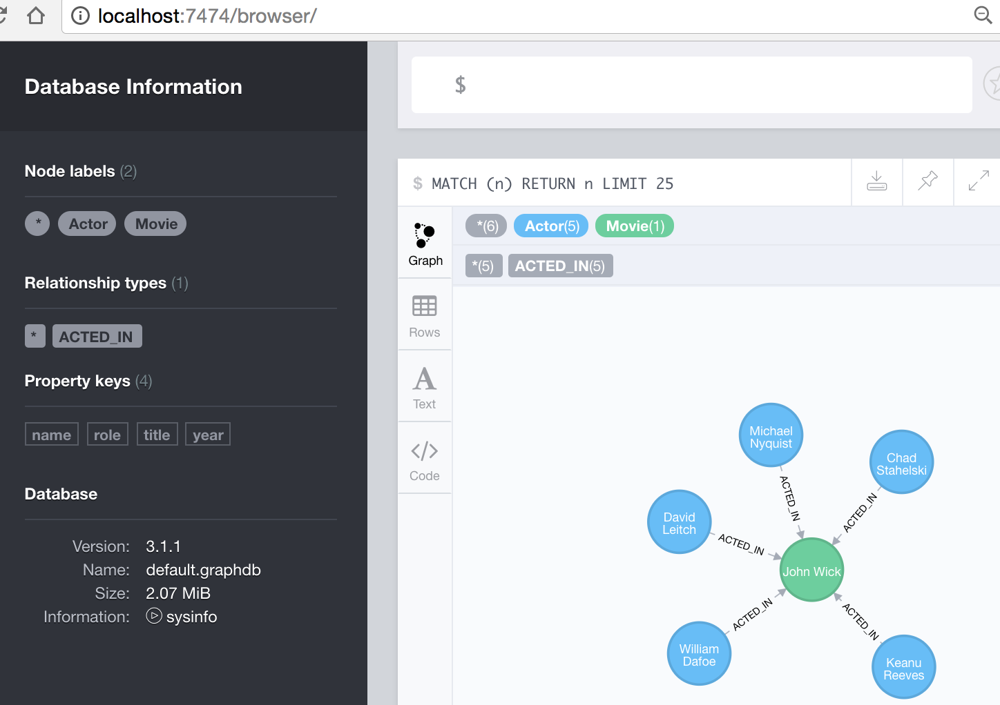 localhost:7474/browser/
Database Information
Node labels (2)
* Actor Movie
Relationship types (1)
* ACTED_IN
Property keys (4)
name role title year
Database
Version: 3.1.1
Name: default.graphdb
Size: 2.07 MiB
Information: sysinfo
$
$ MATCH (n) RETURN n LIMIT 25
*(6) Actor(5) Movie(1)
*(5) ACTED_IN(5)
Graph
Rows
A
Text
</>
Code
Michael
Nyquist
Chad
Stahelski
ACTED_IN
ACTED_IN
David
Leitch
ACTED_IN
John Wick
ACTED_IN
ACTED_IN
William
Dafoe
Keanu
Reeves